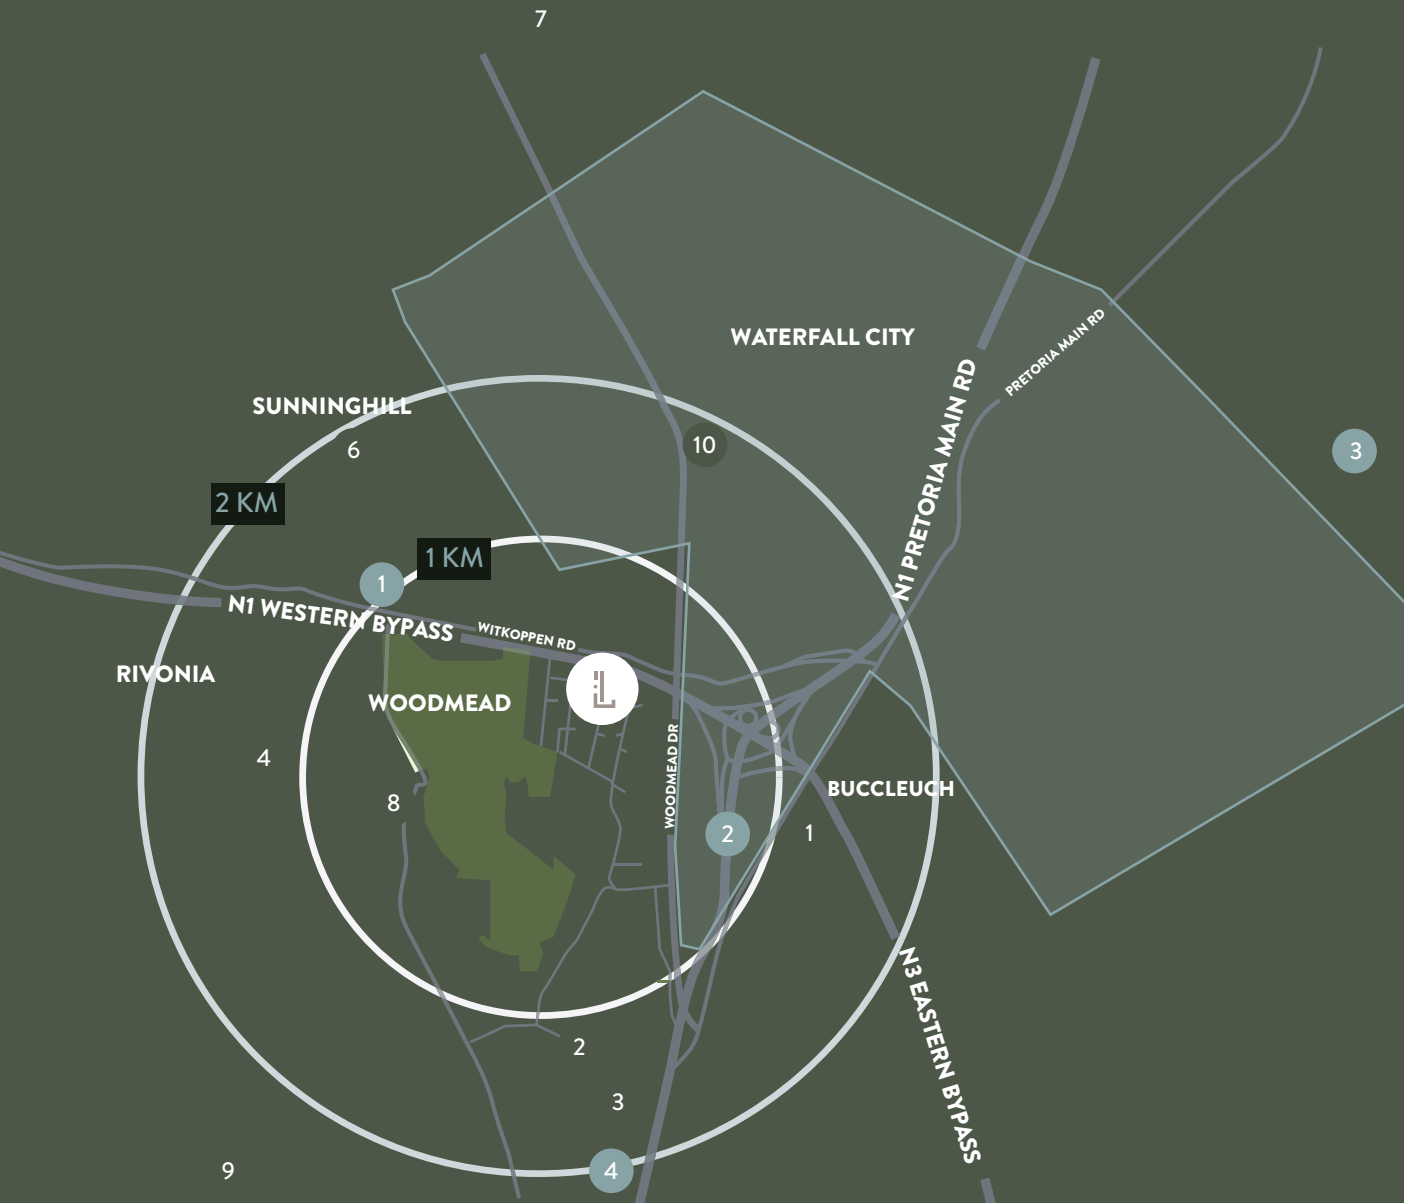 7
WATERFALL CITY
PRETORIA MAIN RD
N1 PRETORIA MAIN RD
SUNNINGHILL
6
10
3
2 KM
1 KM
1
N1 WESTERN BYPASS
WITKOPPEN RD
RIVONIA
WOODMEAD
L
4
WOODMEAD DR
BUCCLEUCH
8
2
1
N3 EASTERN BYPASS
2
3
9
4